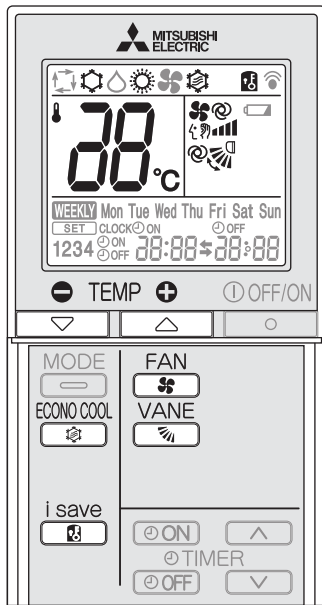 MITSUBISHI
ELECTRIC
88°C
WEEKLY Mon Tue Wed Thu Fri Sat Sun
SET CLOCK ON OFF
1234 ON OFF 88:88 88:88
TEMP OFF/ON
MODE FAN
ECONO COOL VANE
i save
ON
TIMER
OFF